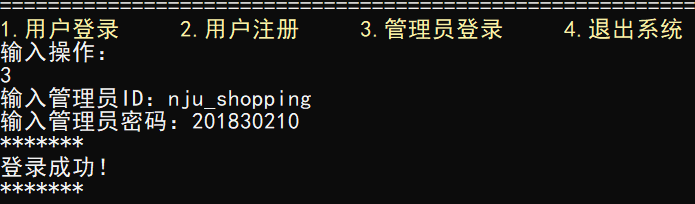 ================================================================
1.用户登录 2.用户注册 3.管理员登录 4.退出系统
输入操作：
3
输入管理员ID：nju_shopping
输入管理员密码：201830210
*******
登录成功！
*******